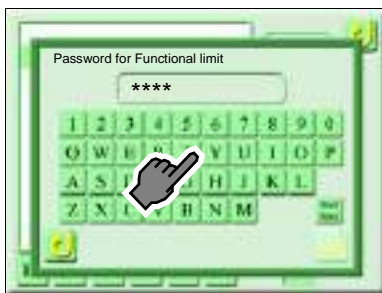 Password for Functional limit
****
1 2 3 4 5 6 7 8 9 0
Q W E R Y U I O P
A S H J K L
Z X V B N M